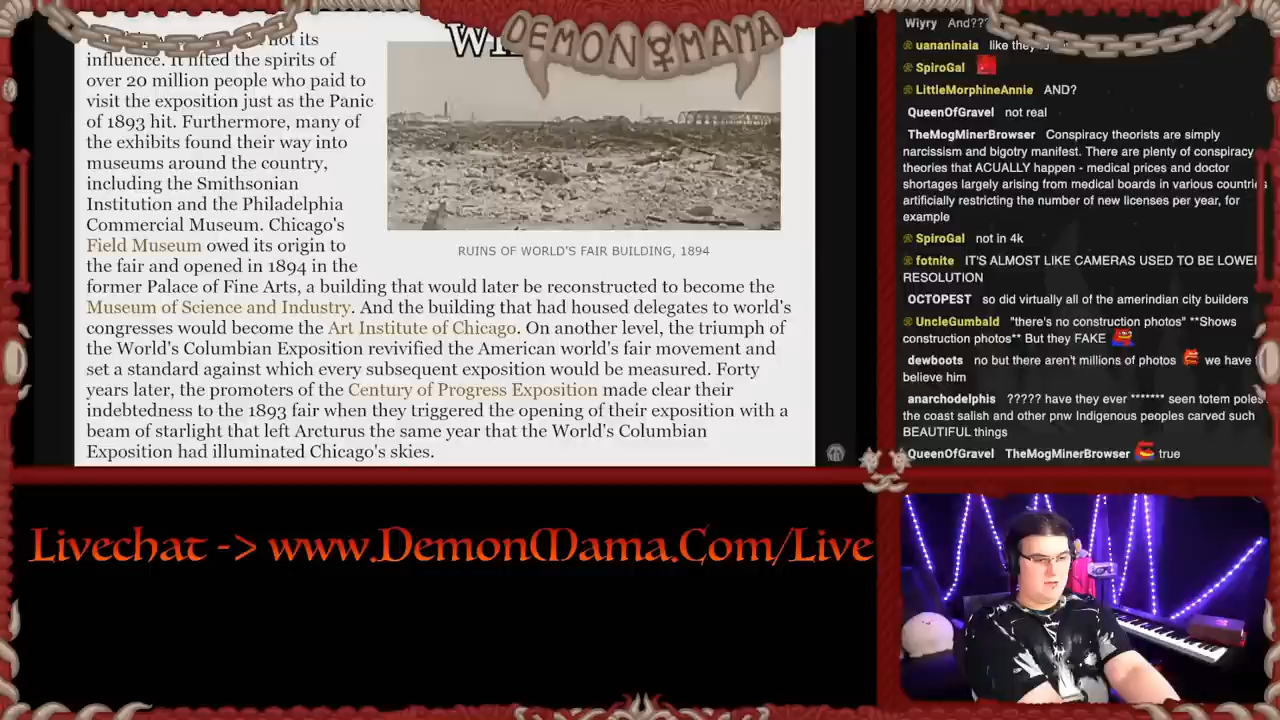 DEMON MAMA
not its
influence. It lifted the spirits of
over 20 million people who paid to
visit the exposition just as the Panic
of 1893 hit. Furthermore, many of
the exhibits found their way into
museums around the country,
including the Smithsonian
Institution and the Philadelphia
Commercial Museum. Chicago's
Field Museum owed its origin to
the fair and opened in 1894 in the
RUINS OF WORLD'S FAIR BUILDING, 1894
former Palace of Fine Arts, a building that would later be reconstructed to become the
Museum of Science and Industry. And the building that had housed delegates to world's
congresses would become the Art Institute of Chicago. On another level, the triumph of
the World's Columbian Exposition revivified the American world's fair movement and
set a standard against which every subsequent exposition would be measured. Forty
years later, the promoters of the Century of Progress Exposition made clear their
indebtedness to the 1893 fair when they triggered the opening of their exposition with a
beam of starlight that left Arcturus the same year that the World's Columbian
Exposition had illuminated Chicago's skies.
Livechat -> www.DemonMama.Com/Live
Wiyry And???
uananinaia like they
SpiroGal
LittleMorphineAnnie AND?
QueenOfGravel not real
TheMogMinerBrowser Conspiracy theorists are simply
narcissism and bigotry manifest. There are plenty of conspiracy
theories that ACUALLY happen - medical prices and doctor
shortages largely arising from medical boards in various countries
artificially restricting the number of new licenses per year, for
example
SpiroGal not in 4k
fotnite IT'S ALMOST LIKE CAMERAS USED TO BE LOWER
RESOLUTION
OCTOPEST so did virtually all of the amerindian city builders
UncleGumbald "there's no construction photos" **Shows
construction photos** But they FAKE
dewboots no but there aren't millions of photos we have
believe him
anarchodelphis ????? have they ever ******* seen totem poles
the coast salish and other pnw Indigenous peoples carved such
BEAUTIFUL things
QueenOfGravel TheMogMinerBrowser true